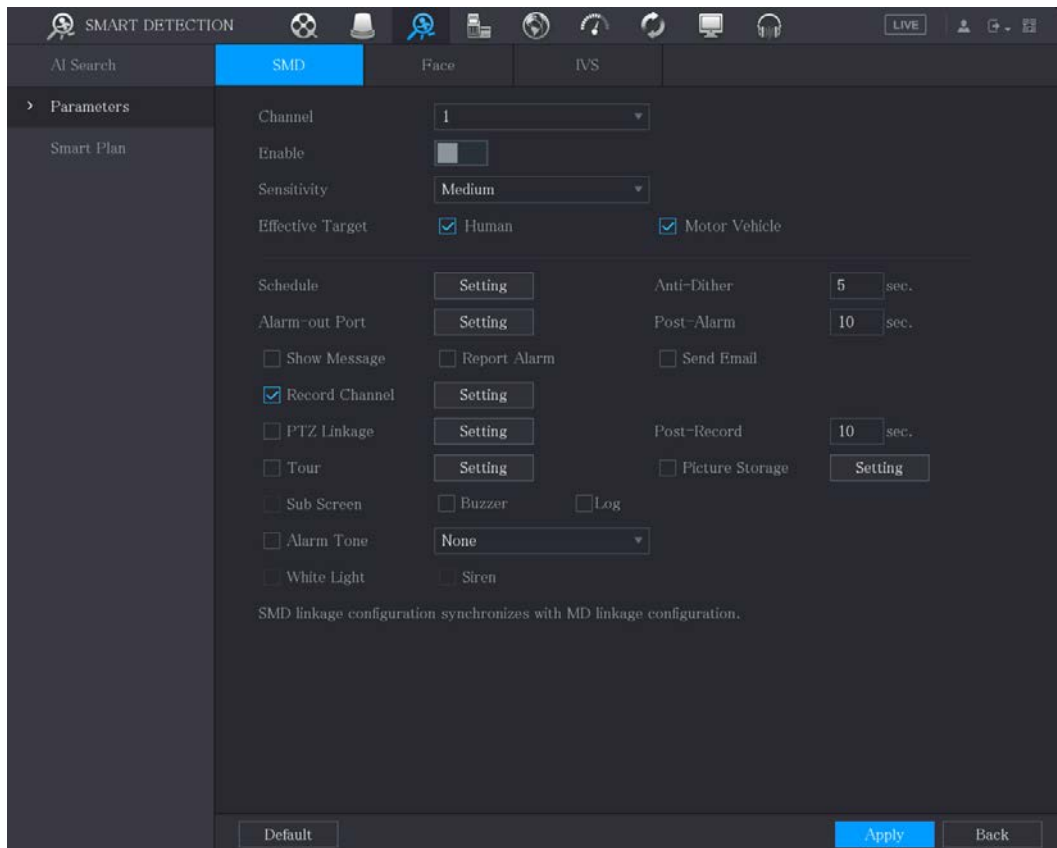 SMART DETECTION LIVE
AI Search SMD Face IVS
Parameters
Smart Plan
Channel 1
Enable
Sensitivity Medium
Effective Target Human Motor Vehicle
Schedule Setting Anti-Dither 5 sec.
Alarm-out Port Setting Post-Alarm 10 sec.
Show Message Report Alarm Send Email
Record Channel Setting
PTZ Linkage Setting Post-Record 10 sec.
Tour Setting Picture Storage Setting
Sub Screen Buzzer Log
Alarm Tone None
White Light Siren
SMD linkage configuration synchronizes with MD linkage configuration.
Default Apply Back